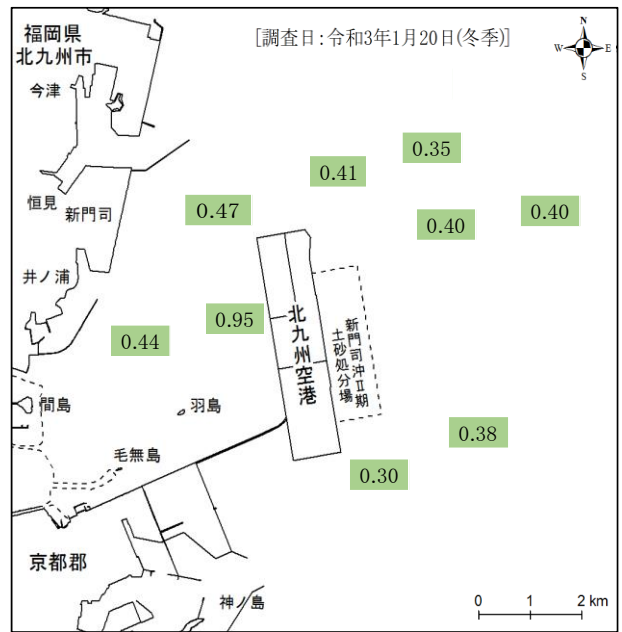 福岡県
北九州市
[調査日:令和3年1月20日(冬季)]
N
W
E
S
今津
0.35
0.41
恒見
新門司
0.47
0.40
0.40
井ノ浦
0.95
0.44
北九州空港
新門司沖Ⅱ期
土砂処分場
間島
羽島
0.38
毛無島
0.30
京都郡
神ノ島
0 1 2 km